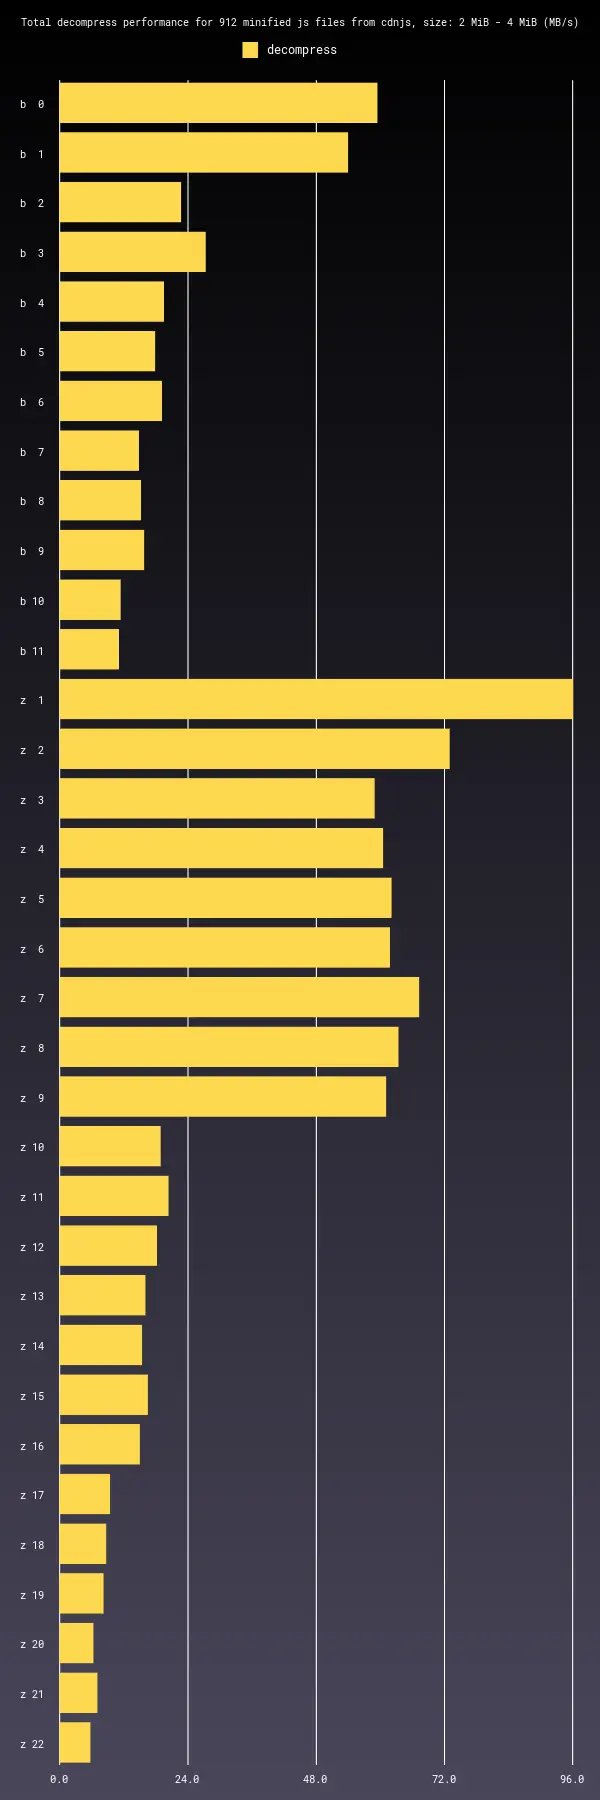 Total decompress performance for 912 minified js files from cdnjs, size: 2 MiB - 4 MiB (MB/s)
decompress
b 0
b 1
b 2
b 3
b 4
b 5
b 6
b 7
b 8
b 9
b 10
b 11
z 1
z 2
z 3
z 4
z 5
z 6
z 7
z 8
z 9
z 10
z 11
z 12
z 13
z 14
z 15
z 16
z 17
z 18
z 19
z 20
z 21
z 22
0.0 24.0 48.0 72.0 96.0